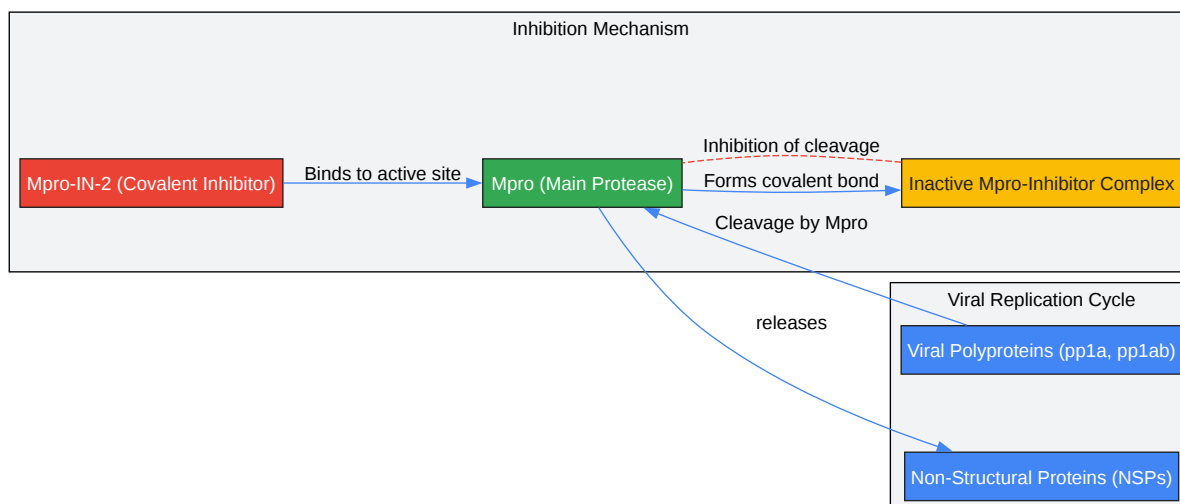 Inhibition Mechanism
Mpro-IN-2 (Covalent Inhibitor)
Binds to active site
Mpro (Main Protease)
Inhibition of cleavage
Forms covalent bond
Inactive Mpro-Inhibitor Complex
Cleavage by Mpro
releases
Viral Replication Cycle
Viral Polyproteins (pp1a, pp1ab)
Non-Structural Proteins (NSPs)